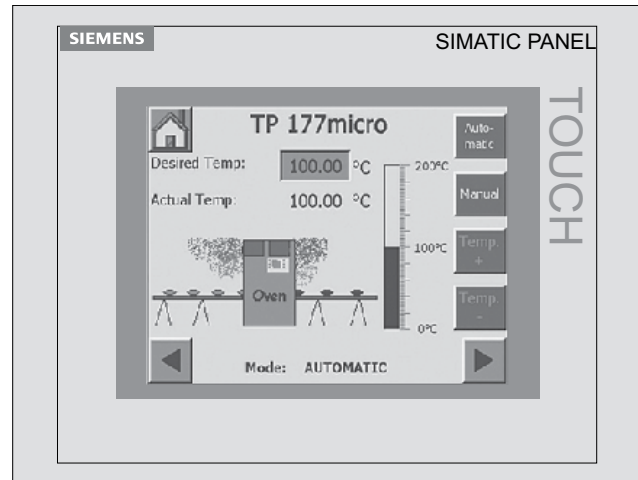 SIEMENS
SIMATIC PANEL
TOUCH
TP 177micro
Desired Temp: 100.00 °C
Actual Temp: 100.00 °C
200°C
100°C
0°C
Oven
Auto-
matic
Manual
Temp.
+
Temp.
-
Mode: AUTOMATIC